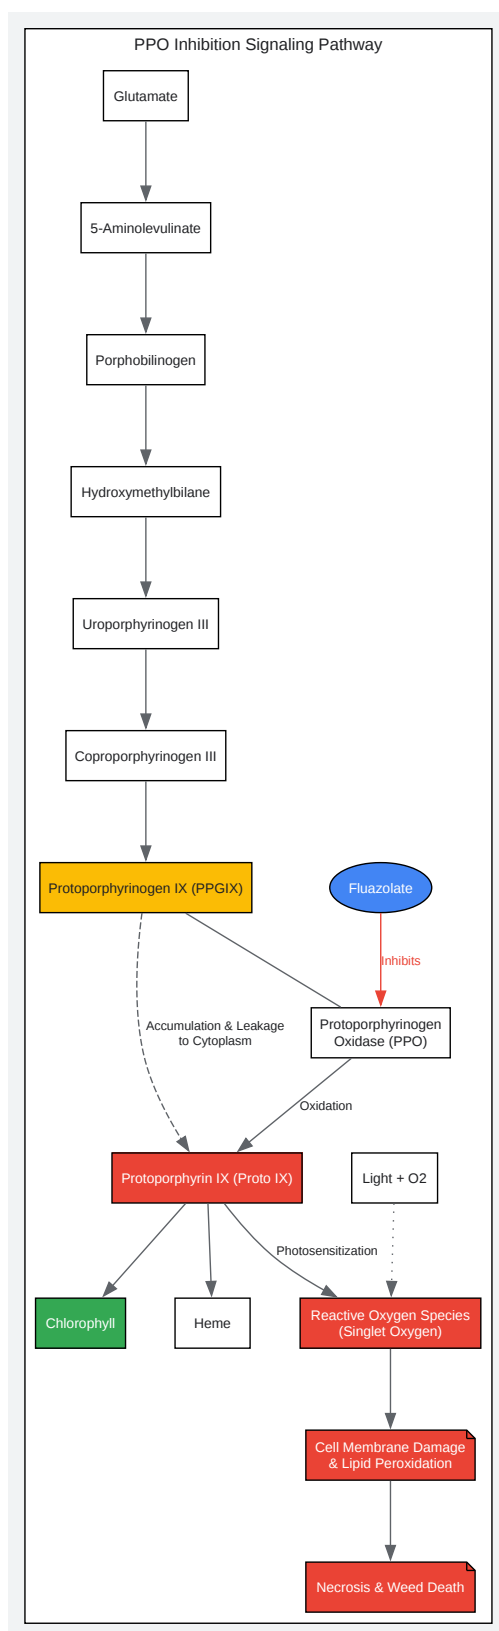 PPO Inhibition Signaling Pathway
Glutamate
5-Aminolevulinate
Porphobilinogen
Hydroxymethylbilane
Uroporphyrinogen III
Coproporphyrinogen III
Protoporphyrinogen IX (PPGIX)
Fluazolate
Inhibits
Protoporphyrinogen
Oxidase (PPO)
Accumulation & Leakage
to Cytoplasm
Oxidation
Protoporphyrin IX (Proto IX)
Light + O2
Photosensitization
Chlorophyll
Heme
Reactive Oxygen Species
(Singlet Oxygen)
Cell Membrane Damage
& Lipid Peroxidation
Necrosis & Weed Death